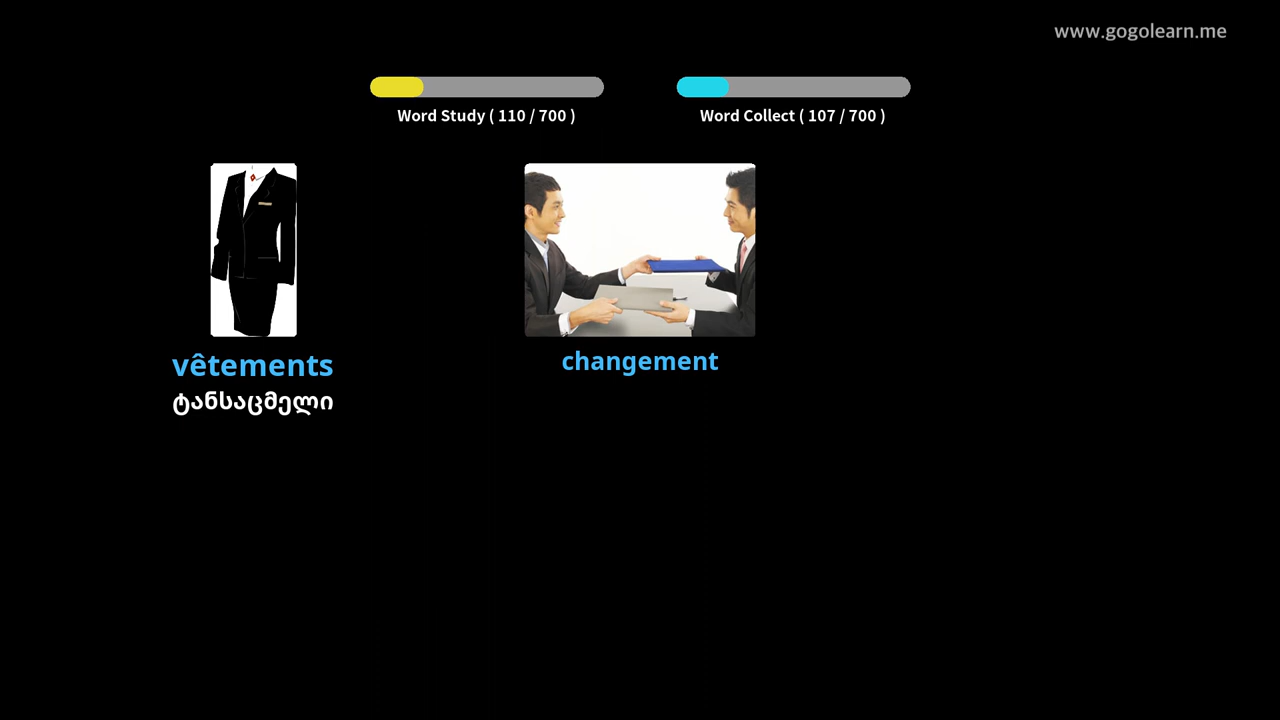 www.gogolearn.me
Word Study ( 110 / 700 )
Word Collect ( 107 / 700 )
vêtements
ტანსაცმელი
changement